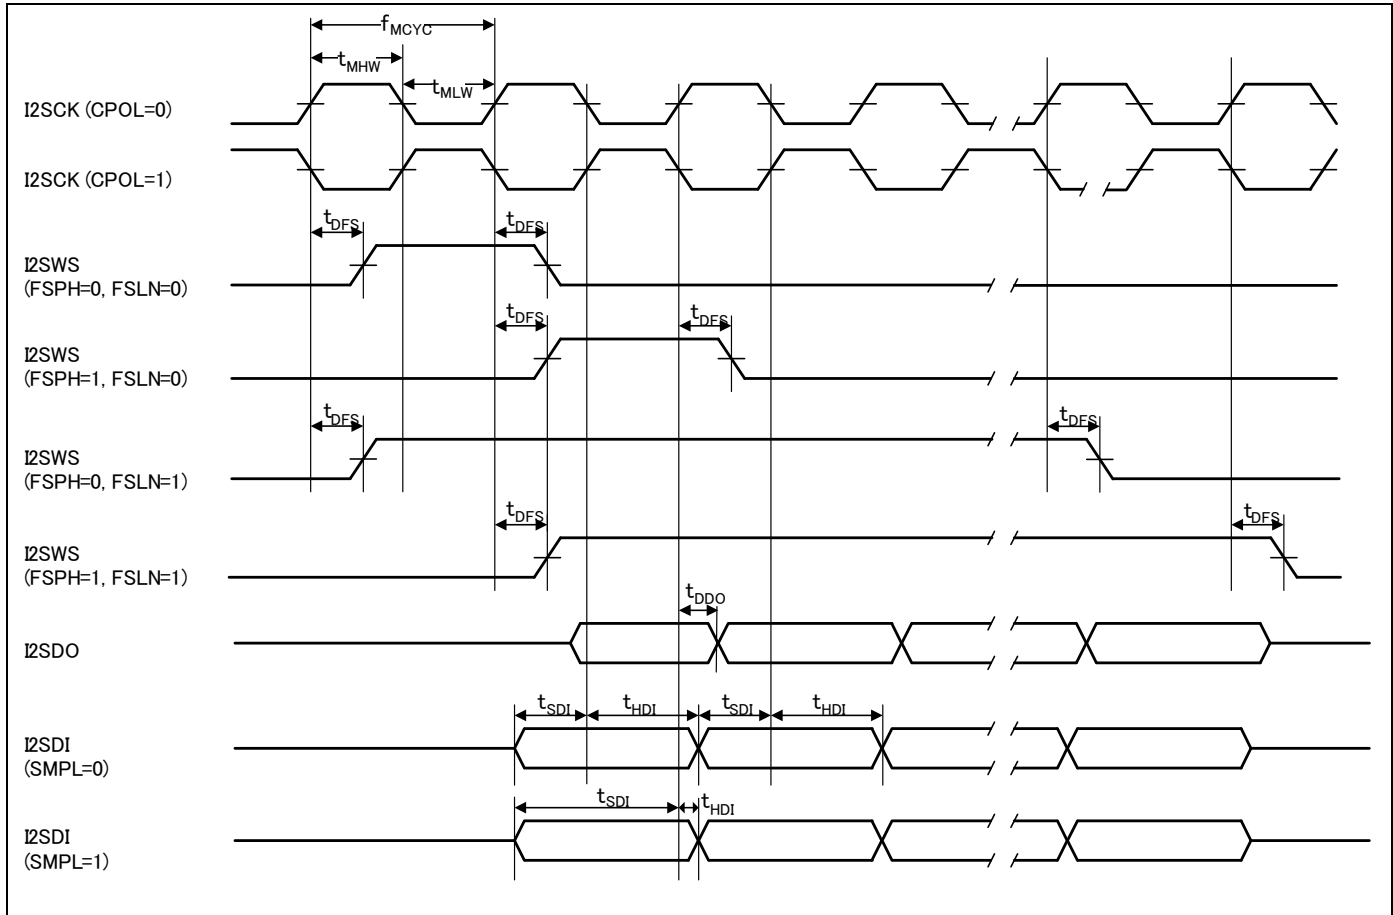 fMCYC
tMHW
tMLW
I2SCK (CPOL=0)
I2SCK (CPOL=1)
tDFS tDFS
I2SWS
(FSPH=0, FSLN=0)
tDFS tDFS
I2SWS
(FSPH=1, FSLN=0)
tDFS tDFS
I2SWS
(FSPH=0, FSLN=1)
tDFS tDFS
I2SWS
(FSPH=1, FSLN=1)
tDDO
I2SDO
tSDI tHDI tSDI tHDI
I2SDI
(SMPL=0)
tSDI tHDI
I2SDI
(SMPL=1)